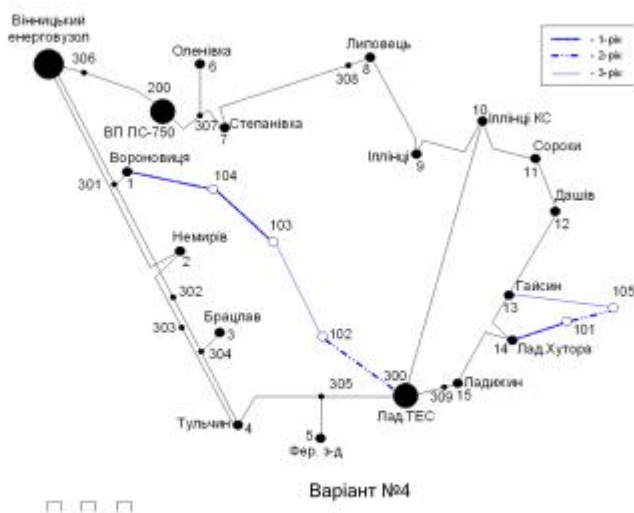 Вінницький
енерговузол
306
Оленівка
6
Липовець
308
8
- 1-рік
- 2-рік
- 3-рік
200
ВП ПС-750
307
Степанівка
7
10
Іллінці КС
Іллінці
9
Сороки
11
Вороновиця
301
1
104
Дашів
12
103
Немирів
2
302
303
Брацлав
3
304
Гайсин
13
105
101
14
Лад.Хутора
102
300
305
309
Ладижин
15
Лад.ТЕС
Тульчин
4
5
Фер. з-д
Варіант №4